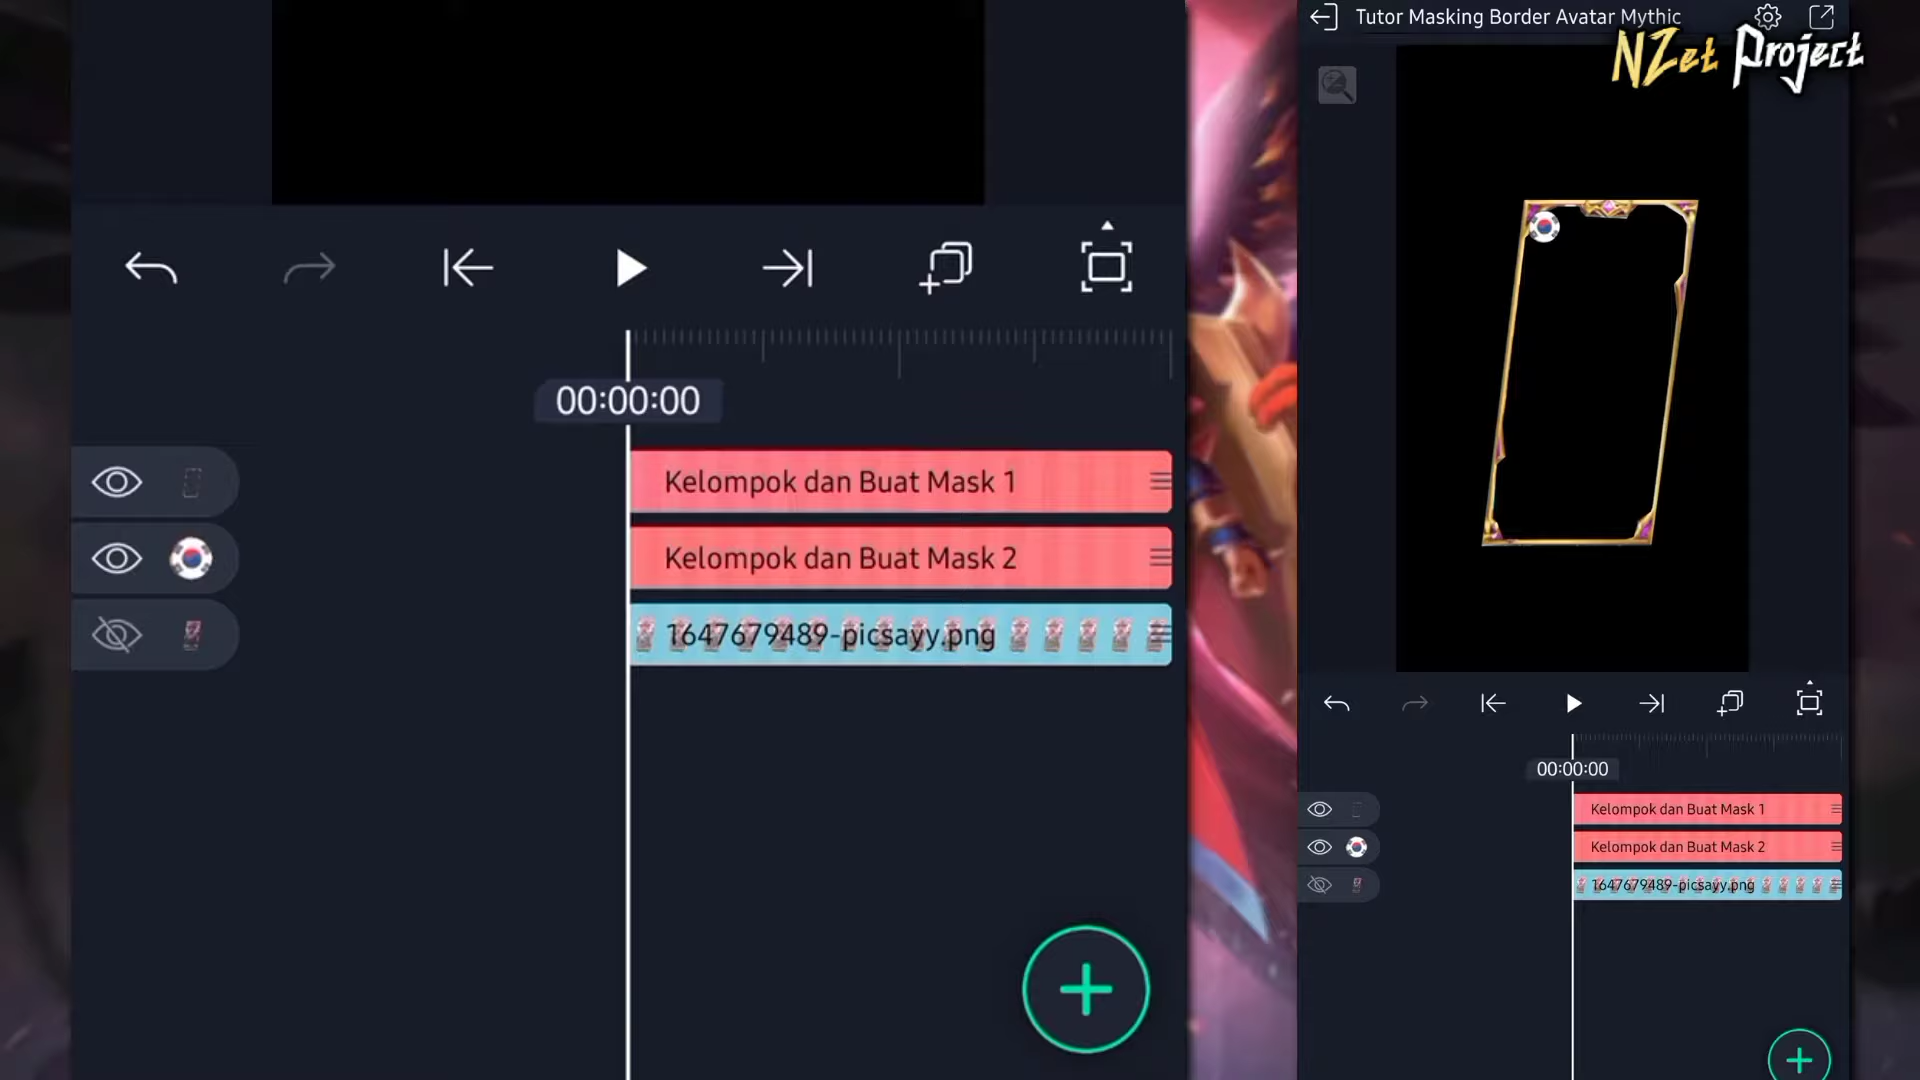 Tutor Masking Border Avatar Mythic
NZet Project
00:00:00
Kelompok dan Buat Mask 1
Kelompok dan Buat Mask 2
1647679489-picsayy.png
00:00:00
Kelompok dan Buat Mask 1
Kelompok dan Buat Mask 2
1647679489-picsayy.png